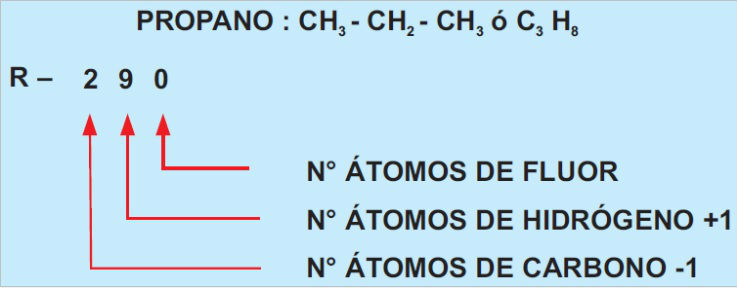 PROPANO : CH₃ - CH₂ - CH₃ ó C₃ H₈
R – 2 9 0
N° ÁTOMOS DE FLUOR
N° ÁTOMOS DE HIDRÓGENO +1
N° ÁTOMOS DE CARBONO -1